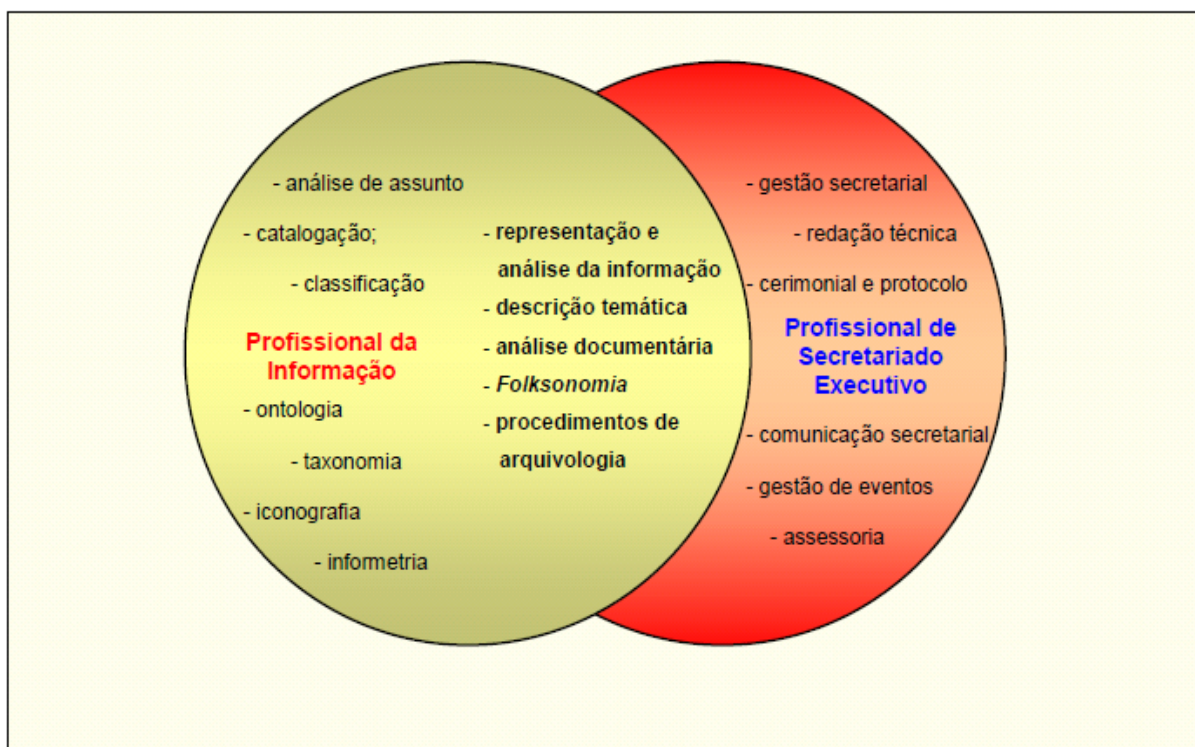 - análise de assunto
- catalogação;
- classificação
Profissional da
Informação
- ontologia
- taxonomia
- iconografia
- informetria
- representação e
análise da informação
- descrição temática
- análise documentária
- Folksonomia
- procedimentos de
arquivologia
- gestão secretarial
- redação técnica
- cerimonial e protocolo
Profissional de
Secretariado
Executivo
- comunicação secretarial
- gestão de eventos
- assessoria